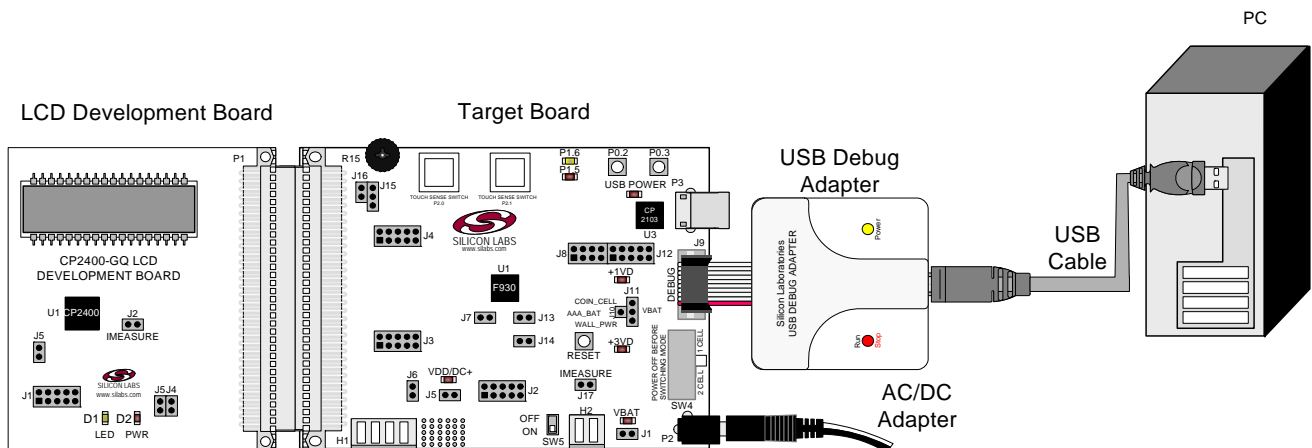 PC
LCD Development Board
Target Board
P1
R15
P1.6
P1.5
P0.2
P0.3
USB POWER
P3
USB Debug
Adapter
J16
J15
TOUCH SENSE SWITCH
P2.0
TOUCH SENSE SWITCH
P2.1
CP
2103
U3
J4
SILICON LABS
www.silabs.com
J8
J12
J9
Power
USB
Cable
CP2400-GQ LCD
DEVELOPMENT BOARD
U1
F930
+1VD
DEBUG
Silicon Laboratories
USB DEBUG ADAPTER
U1
CP2400
J2
IMEASURE
J7
J13
COIN_CELL
AAA_BAT
WALL_PWR
J10
J11
VBAT
J5
J3
J14
RESET
+3VD
Run
Stop
POWER OFF BEFORE
SWITCHING MODE
2 CELL
1 CELL
SW4
SILICON LABS
www.silabs.com
J1
J5
J4
J6
VDD/DC+
J5
J2
IMEASURE
J17
AC/DC
Adapter
D1
D2
LED
PWR
H1
OFF
ON
SW5
H2
VBAT
J1
P2